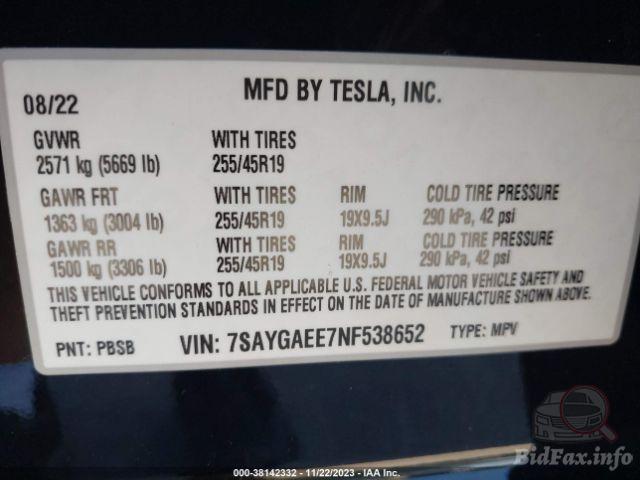 08/22 MFD BY TESLA, INC.
GVWR WITH TIRES
2571 kg (5669 lb) 255/45R19
GAWR FRT WITH TIRES RIM COLD TIRE PRESSURE
1363 kg (3004 lb) 255/45R19 19X9.5J 290 kPa, 42 psi
GAWR RR WITH TIRES RIM COLD TIRE PRESSURE
1500 kg (3306 lb) 255/45R19 19X9.5J 290 kPa, 42 psi
THIS VEHICLE CONFORMS TO ALL APPLICABLE U.S. FEDERAL MOTOR VEHICLE SAFETY AND
THEFT PREVENTION STANDARDS IN EFFECT ON THE DATE OF MANUFACTURE SHOWN ABOVE.
PNT: PBSB VIN: 7SAYGAEE7NF538652 TYPE: MPV
BidFax.info
000-38142332 - 11/22/2023 - IAA Inc.